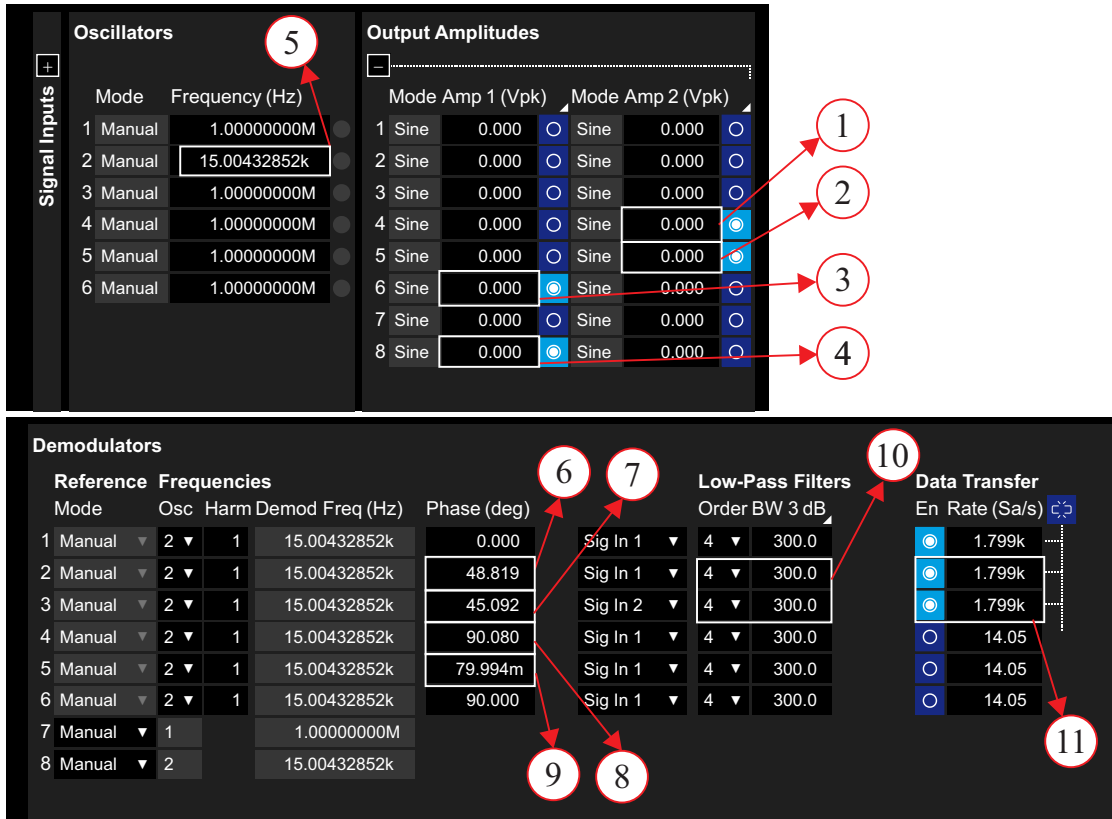 Oscillators
5
Output Amplitudes
+
−
Signal Inputs
Mode Frequency (Hz)
Mode Amp 1 (Vpk) Mode Amp 2 (Vpk)
1 Manual 1.00000000M 1 Sine 0.000 Sine 0.000
1
2 Manual 15.00432852k 2 Sine 0.000 Sine 0.000
3 Manual 1.00000000M 3 Sine 0.000 Sine 0.000
2
4 Manual 1.00000000M 4 Sine 0.000 Sine 0.000
5 Manual 1.00000000M 5 Sine 0.000 Sine 0.000
6 Manual 1.00000000M 6 Sine 0.000 Sine 0.000
3
7 Sine 0.000 Sine 0.000
8 Sine 0.000 Sine 0.000
4
Demodulators
6
7
10
Reference Frequencies Low-Pass Filters Data Transfer
Mode Osc Harm Demod Freq (Hz) Phase (deg) Order BW 3 dB En Rate (Sa/s)
1 Manual ▼ 2 ▼ 1 15.00432852k 0.000 Sig In 1 ▼ 4 ▼ 300.0 1.799k
2 Manual ▼ 2 ▼ 1 15.00432852k 48.819 Sig In 1 ▼ 4 ▼ 300.0 1.799k
3 Manual ▼ 2 ▼ 1 15.00432852k 45.092 Sig In 2 ▼ 4 ▼ 300.0 1.799k
4 Manual ▼ 2 ▼ 1 15.00432852k 90.080 Sig In 1 ▼ 4 ▼ 300.0 14.05
5 Manual ▼ 2 ▼ 1 15.00432852k 79.994m Sig In 1 ▼ 4 ▼ 300.0 14.05
6 Manual ▼ 2 ▼ 1 15.00432852k 90.000 Sig In 1 ▼ 4 ▼ 300.0 14.05
7 Manual ▼ 1 1.00000000M
11
8 Manual ▼ 2 15.00432852k
9
8